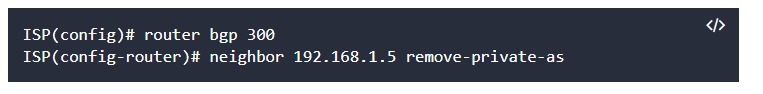 ISP(config)# router bgp 300
ISP(config-router)# neighbor 192.168.1.5 remove-private-as